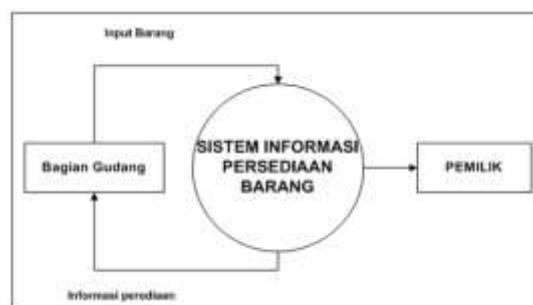 Input Barang
SISTEM INFORMASI
PERSEDIAAN
BARANG
Bagian Gudang
PEMILIK
Informasi perediaan